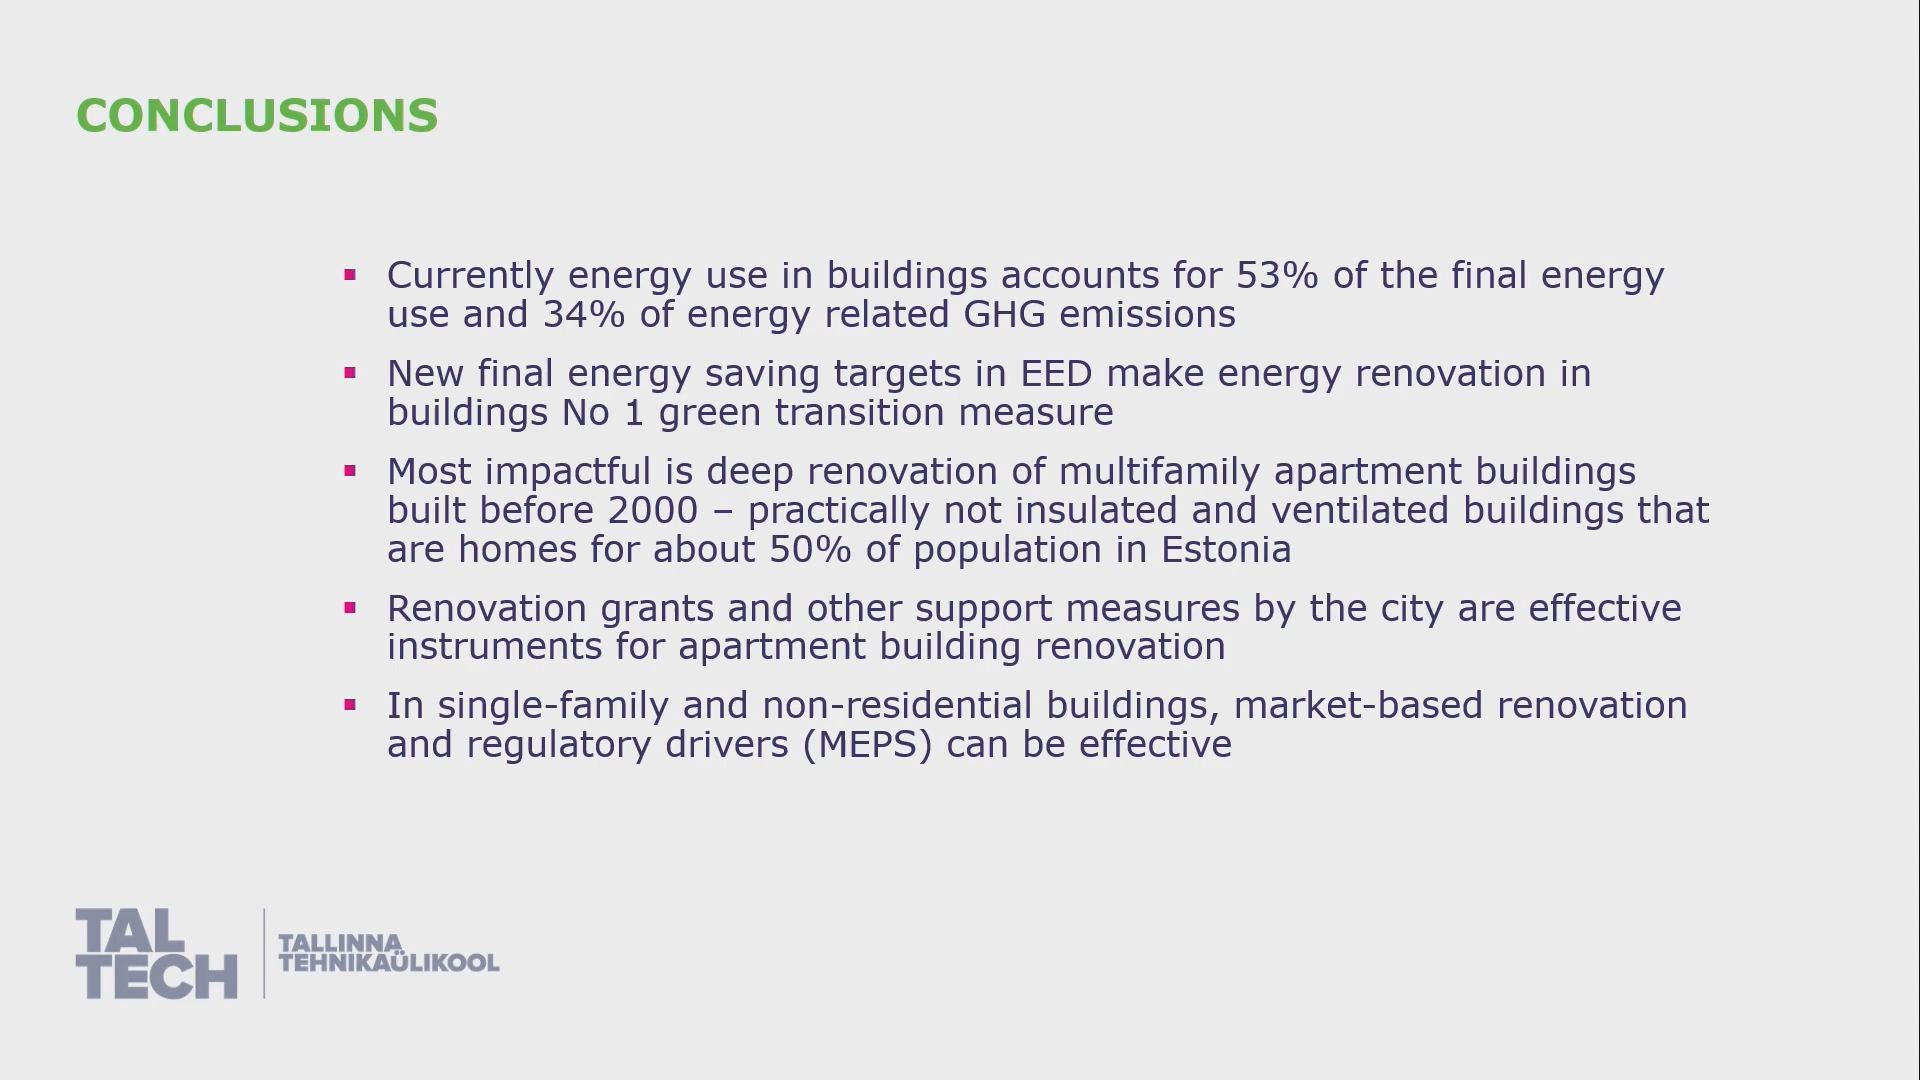 CONCLUSIONS
▪ Currently energy use in buildings accounts for 53% of the final energy
use and 34% of energy related GHG emissions
▪ New final energy saving targets in EED make energy renovation in
buildings No 1 green transition measure
▪ Most impactful is deep renovation of multifamily apartment buildings
built before 2000 – practically not insulated and ventilated buildings that
are homes for about 50% of population in Estonia
▪ Renovation grants and other support measures by the city are effective
instruments for apartment building renovation
▪ In single-family and non-residential buildings, market-based renovation
and regulatory drivers (MEPS) can be effective
TAL
TECH
TALLINNA
TEHNIKAÜLIKOOL